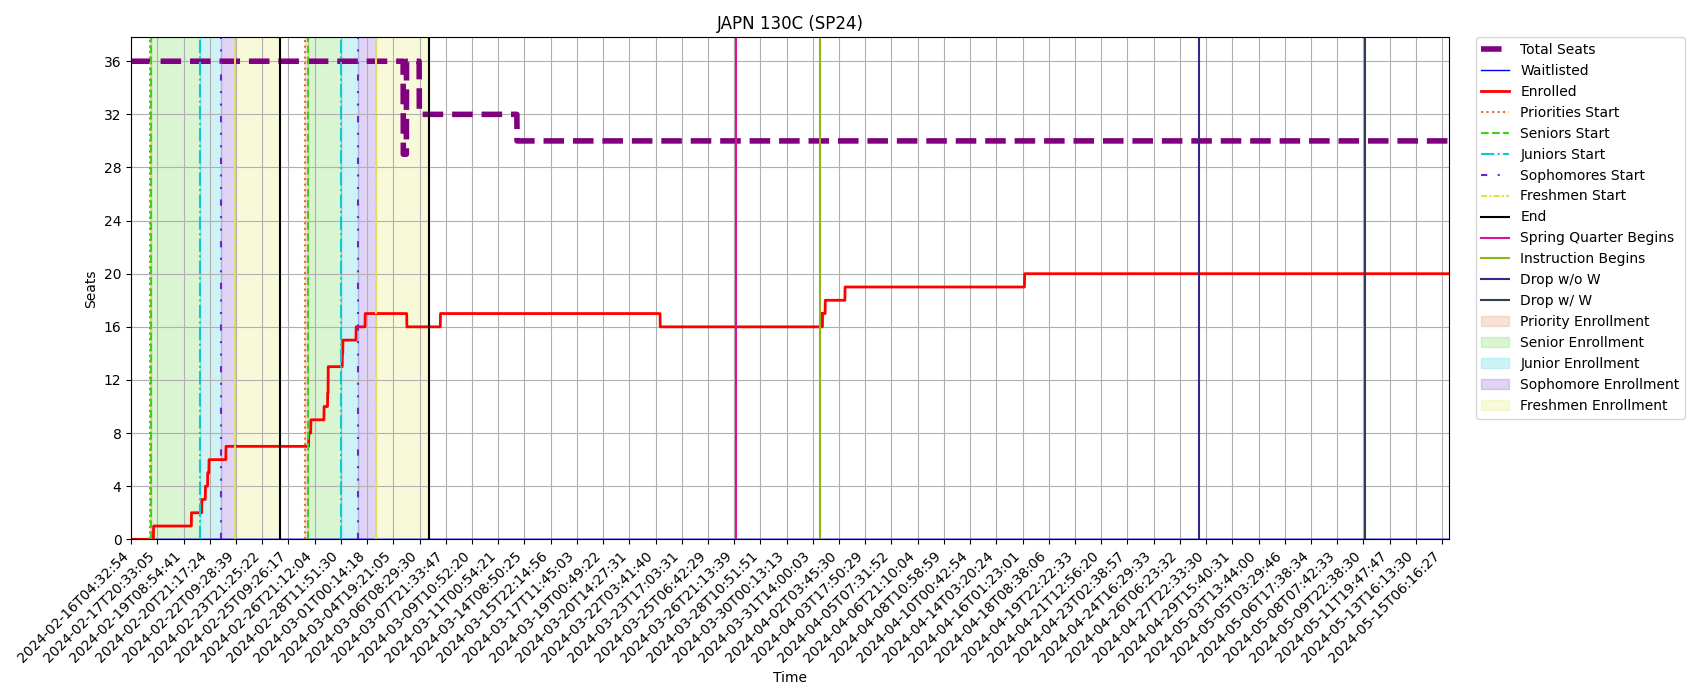 JAPN 130C (SP24)
Seats
36
32
28
24
20
16
12
8
4
0
2024-02-16T04:32:54
2024-02-17T20:33:05
2024-02-19T08:54:41
2024-02-20T21:17:24
2024-02-22T09:28:39
2024-02-23T21:25:22
2024-02-25T09:26:17
2024-02-26T21:12:04
2024-02-28T11:51:30
2024-03-01T00:14:18
2024-03-04T19:21:05
2024-03-06T08:29:30
2024-03-07T21:33:47
2024-03-09T10:52:20
2024-03-11T00:54:21
2024-03-14T08:50:25
2024-03-15T22:14:56
2024-03-17T11:45:03
2024-03-19T00:49:22
2024-03-20T14:27:31
2024-03-22T03:41:40
2024-03-23T17:03:31
2024-03-25T06:42:29
2024-03-26T21:13:39
2024-03-28T10:51:51
2024-03-30T00:13:13
2024-03-31T14:00:03
2024-04-02T03:45:30
2024-04-03T17:50:29
2024-04-05T07:31:52
2024-04-06T21:10:04
2024-04-08T10:58:59
2024-04-10T00:42:54
2024-04-14T03:20:24
2024-04-16T01:23:01
2024-04-18T08:38:06
2024-04-19T22:22:33
2024-04-21T12:56:20
2024-04-23T02:38:57
2024-04-24T16:29:33
2024-04-26T06:23:32
2024-04-27T22:33:30
2024-04-29T15:40:31
2024-05-03T13:44:00
2024-05-05T03:29:46
2024-05-06T17:38:34
2024-05-08T07:42:33
2024-05-09T22:38:30
2024-05-11T19:47:47
2024-05-13T16:13:30
2024-05-15T06:16:27
Time
Total Seats
Waitlisted
Enrolled
Priorities Start
Seniors Start
Juniors Start
Sophomores Start
Freshmen Start
End
Spring Quarter Begins
Instruction Begins
Drop w/o W
Drop w/ W
Priority Enrollment
Senior Enrollment
Junior Enrollment
Sophomore Enrollment
Freshmen Enrollment